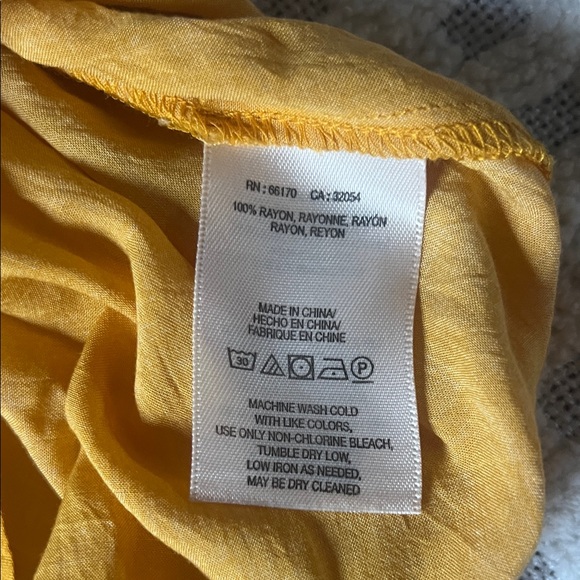 RN : 66170 CA : 32054
100% RAYON, RAYONNE, RAYÓN
RAYON, REYON
MADE IN CHINA/
HECHO EN CHINA/
FABRIQUE EN CHINE
30 P
MACHINE WASH COLD
WITH LIKE COLORS,
USE ONLY NON-CHLORINE BLEACH,
TUMBLE DRY LOW,
LOW IRON AS NEEDED,
MAY BE DRY CLEANED